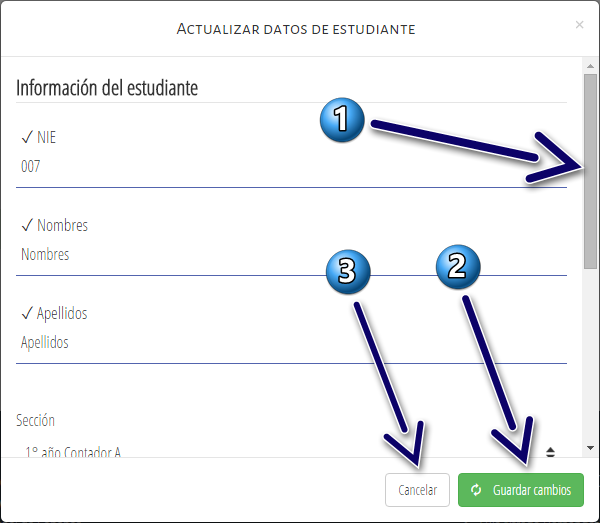 Actualizar datos de estudiante ×
Información del estudiante
1
✓ NIE
007
✓ Nombres
Nombres
3 2
✓ Apellidos
Apellidos
Sección
1° año Contador A
Cancelar Guardar cambios